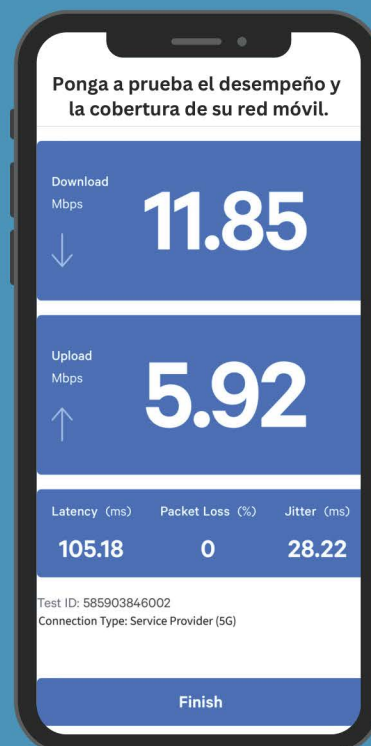 Ponga a prueba el desempeño y
la cobertura de su red móvil.
Download
Mbps
11.85
Upload
Mbps
5.92
Latency (ms) Packet Loss (%) Jitter (ms)
105.18 0 28.22
Test ID: 585903846002
Connection Type: Service Provider (5G)
Finish